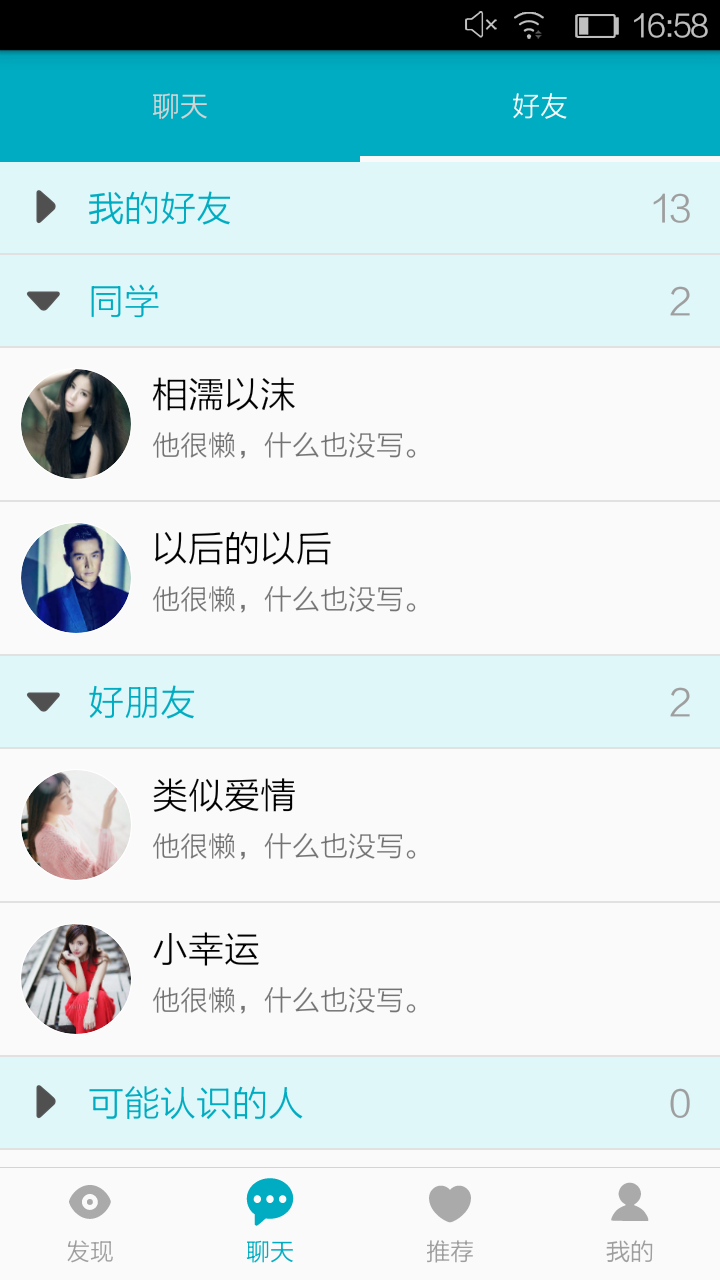 16:58
聊天 好友
我的好友 13
同学 2
相濡以沫
他很懒，什么也没写。
以后的以后
他很懒，什么也没写。
好朋友 2
类似爱情
他很懒，什么也没写。
小幸运
他很懒，什么也没写。
可能认识的人 0
发现 聊天 推荐 我的